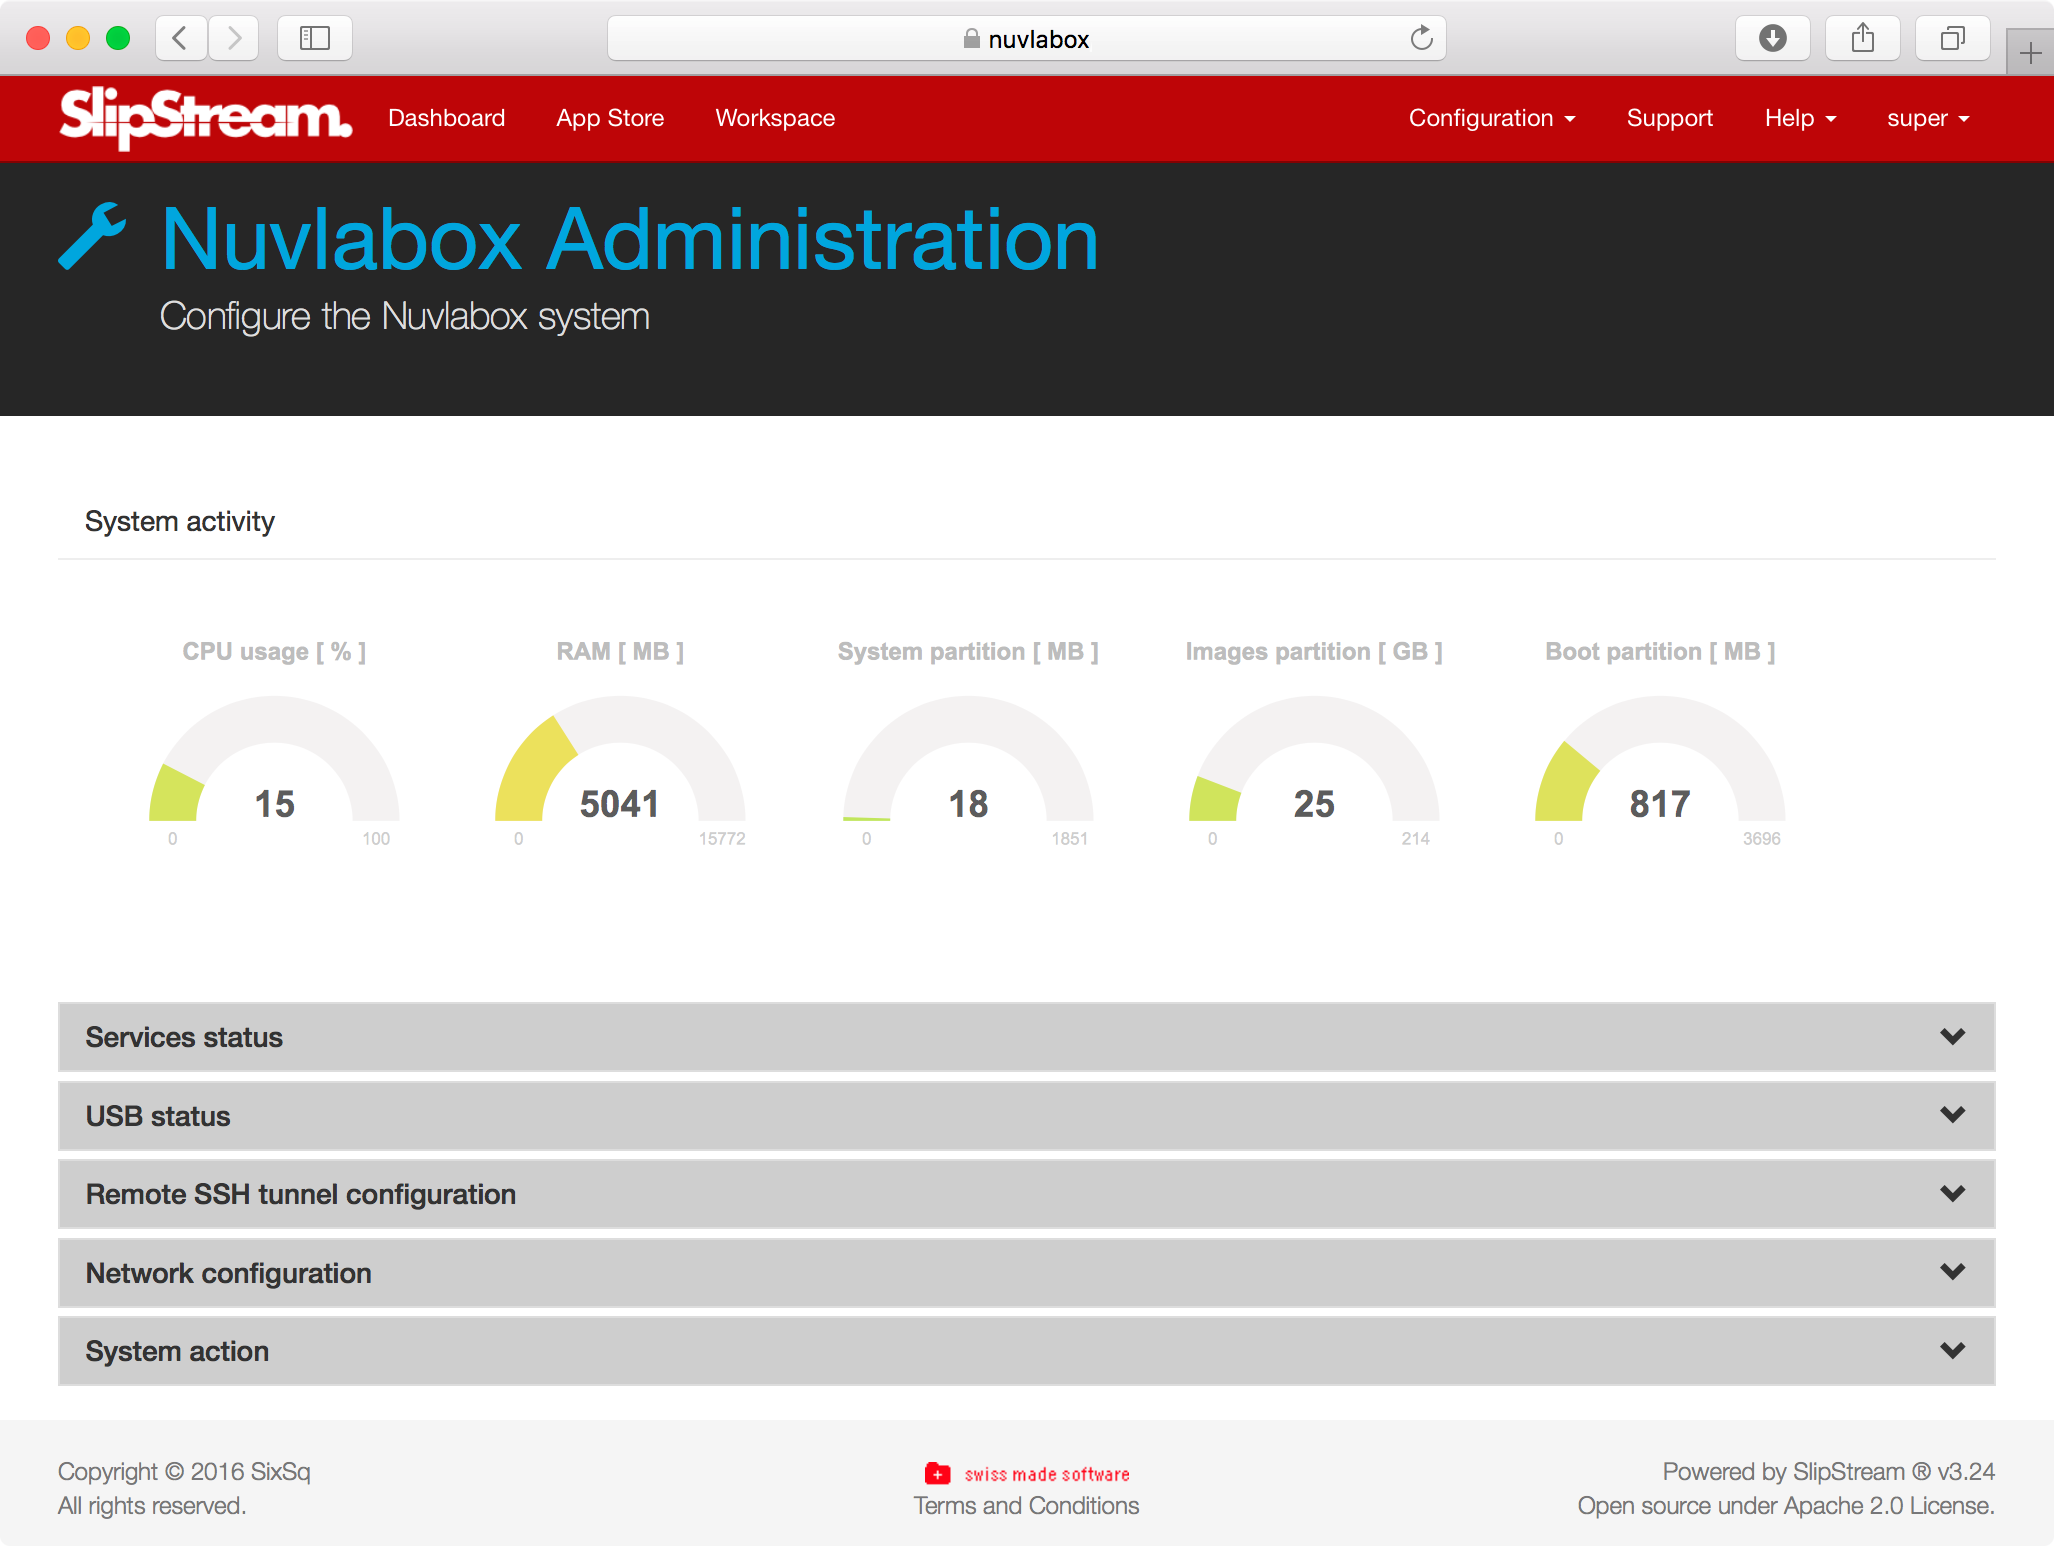 nuvlabox
SlipStream. Dashboard App Store Workspace Configuration Support Help super
Nuvlabox Administration
Configure the Nuvlabox system
System activity
CPU usage [ % ] RAM [ MB ] System partition [ MB ] Images partition [ GB ] Boot partition [ MB ]
15 5041 18 25 817
0 100 0 15772 0 1851 0 214 0 3696
Services status
USB status
Remote SSH tunnel configuration
Network configuration
System action
Copyright © 2016 SixSq swiss made software Powered by SlipStream ® v3.24
All rights reserved. Terms and Conditions Open source under Apache 2.0 License.